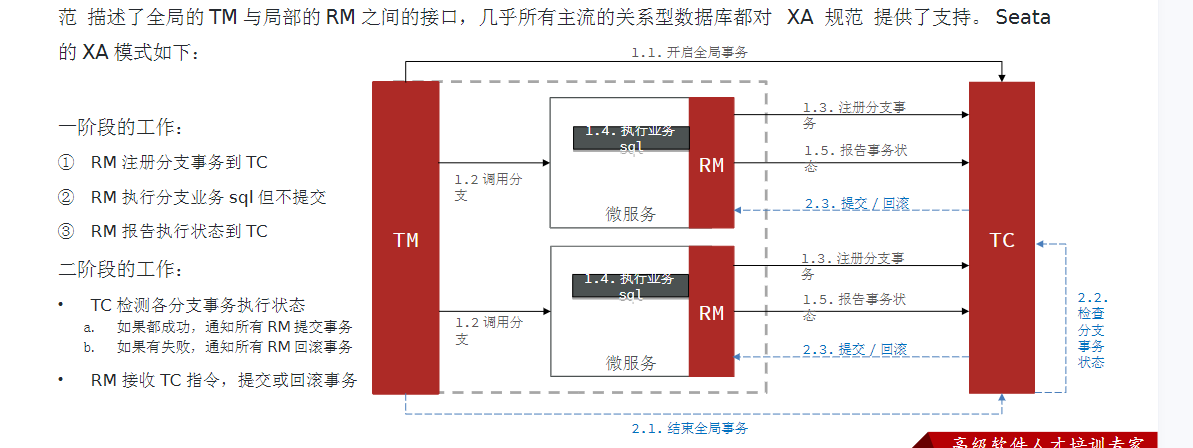 范 描述了全局的 TM 与局部的 RM 之间的接口，几乎所有主流的关系型数据库都对 XA 规范 提供了支持。 Seata
的 XA 模式如下：
一阶段的工作：
① RM 注册分支事务到 TC
② RM 执行分支业务 sql 但不提交
③ RM 报告执行状态到 TC
二阶段的工作：
• TC 检测各分支事务执行状态
a. 如果都成功，通知所有 RM 提交事务
b. 如果有失败，通知所有 RM 回滚事务
• RM 接收 TC 指令，提交或回滚事务
1.1. 开启全局事务
TM
1.2 调用分
支
1.4. 执行业务
sql
RM
微服务
1.3. 注册分支事
务
1.5. 报告事务状
态
2.3. 提交 / 回滚
1.2 调用分
支
1.4. 执行业务
sql
RM
微服务
1.3. 注册分支事
务
1.5. 报告事务状
态
2.3. 提交 / 回滚
TC
2.2.
检查
分支
事务
状态
2.1. 结束全局事务
高级软件人才培训专家